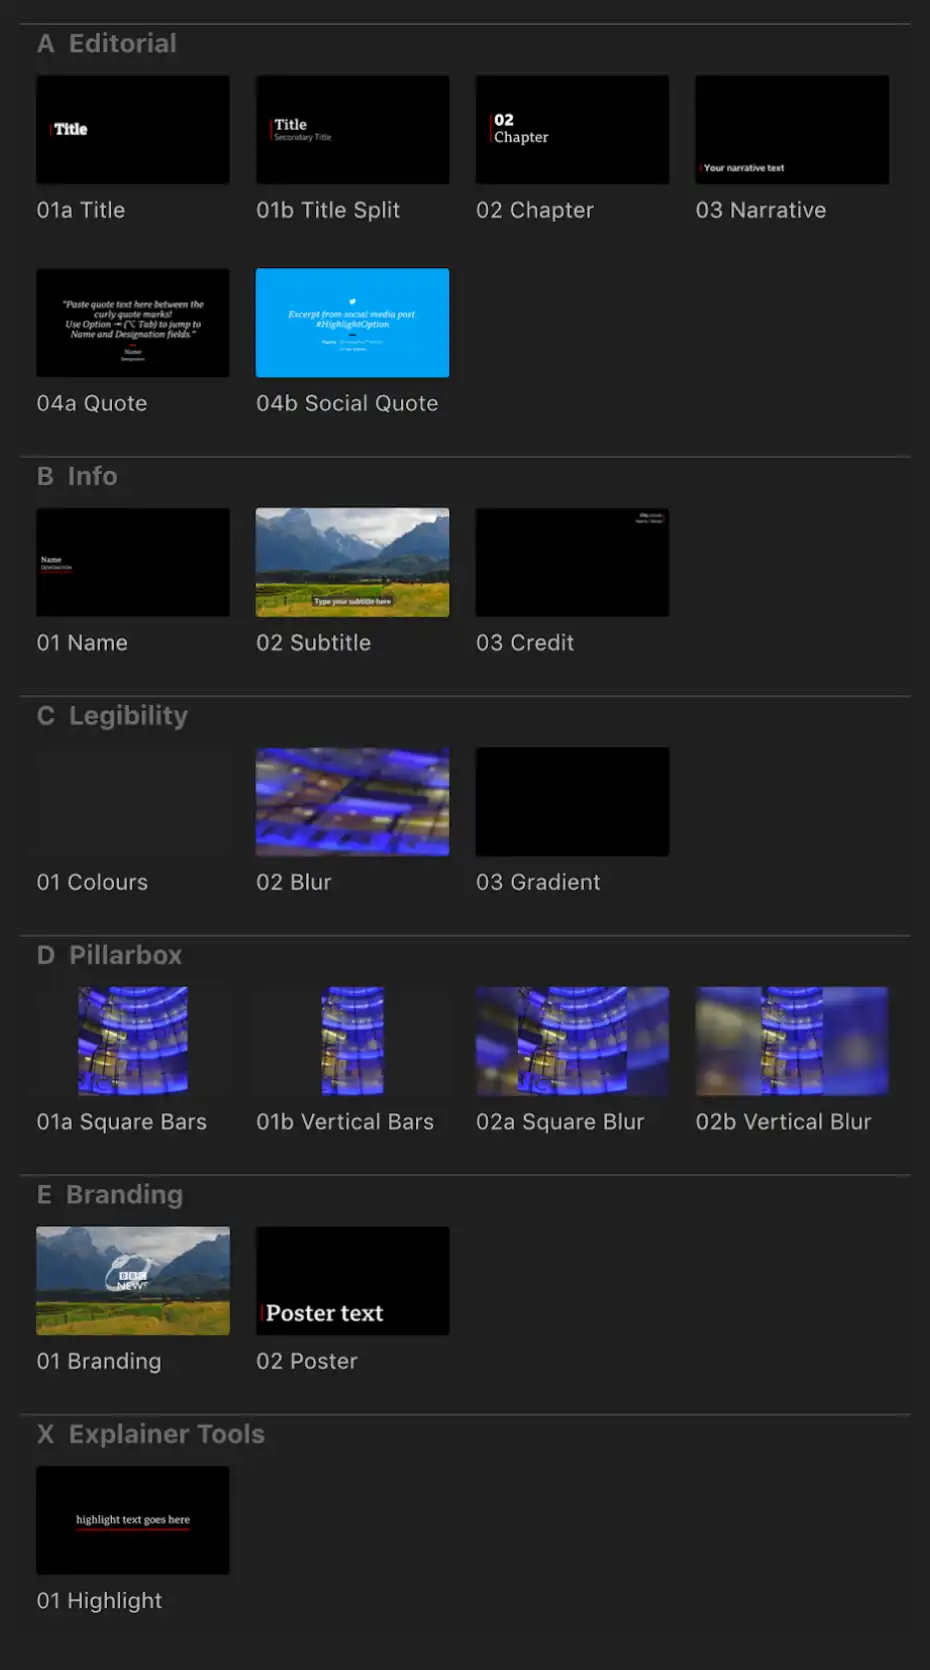 A Editorial
Title
Title
Secondary Title
02
Chapter
Your narrative text
01a Title
01b Title Split
02 Chapter
03 Narrative
"Paste quote text here between the
curly quote marks!
Use Option ⇥ (⌥ Tab) to jump to
Name and Designation fields."
Name
Designation
Excerpt from social media post
#HighlightOption
Name
04a Quote
04b Social Quote
B Info
Name
DESIGNATION
Type your subtitle here
01 Name
02 Subtitle
03 Credit
C Legibility
01 Colours
02 Blur
03 Gradient
D Pillarbox
01a Square Bars
01b Vertical Bars
02a Square Blur
02b Vertical Blur
E Branding
BBC
NEWS
Poster text
01 Branding
02 Poster
X Explainer Tools
highlight text goes here
01 Highlight